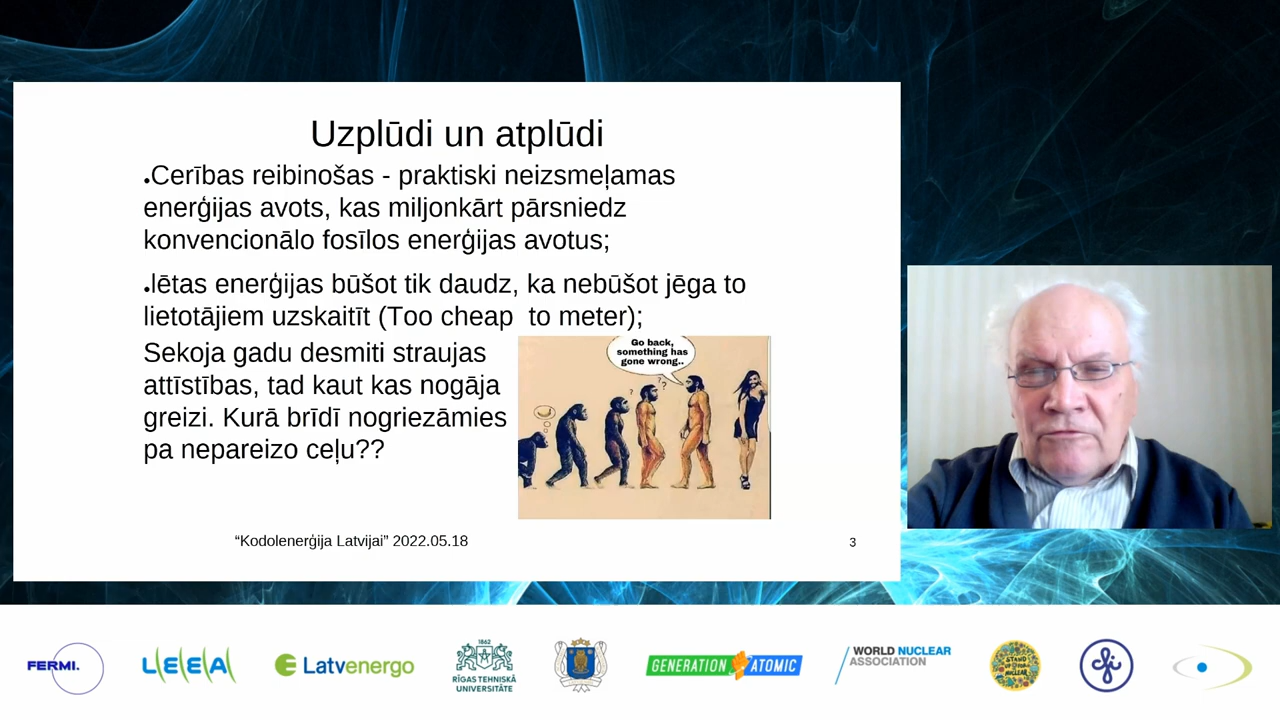 Uzplūdi un atplūdi
•Cerības reibinošas - praktiski neizsmeļamas
enerģijas avots, kas miljonkārt pārsniedz
konvencionālo fosīlos enerģijas avotus;
•lētas enerģijas būšot tik daudz, ka nebūšot jēga to
lietotājiem uzskaitīt (Too cheap  to meter);
Sekoja gadu desmiti straujas
attīstības, tad kaut kas nogāja
greizi. Kurā brīdī nogriezāmies
pa nepareizo ceļu??
Go back,
something has
gone wrong..
?
??
“Kodolenerģija Latvijai” 2022.05.18
3
FERMI.
LEEA
Latvenergo
1862
RĪGAS TEHNISKĀ
UNIVERSITĀTE
GENERATION ATOMIC
WORLD NUCLEAR
ASSOCIATION
STAND
NUCLEAR